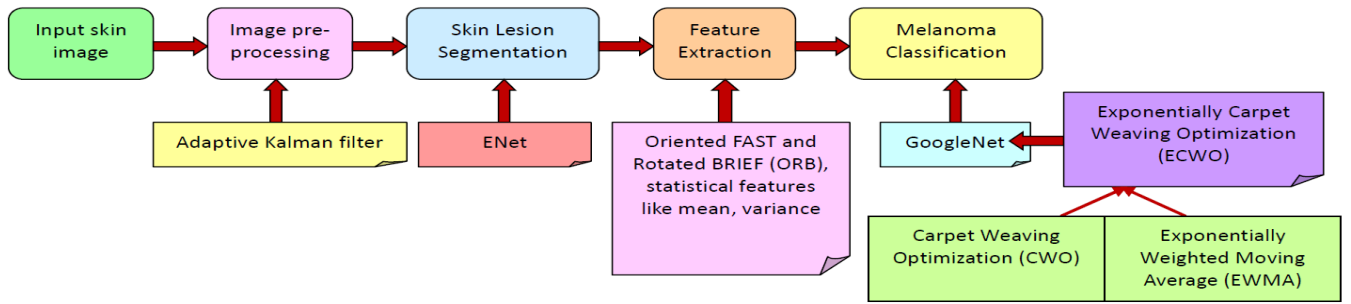 Input skin
image
Image pre-
processing
Skin Lesion
Segmentation
Feature
Extraction
Melanoma
Classification
Adaptive Kalman filter
ENet
Oriented FAST and
Rotated BRIEF (ORB),
statistical features
like mean, variance
GoogleNet
Exponentially Carpet
Weaving Optimization
(ECWO)
Carpet Weaving
Optimization (CWO)
Exponentially
Weighted Moving
Average (EWMA)